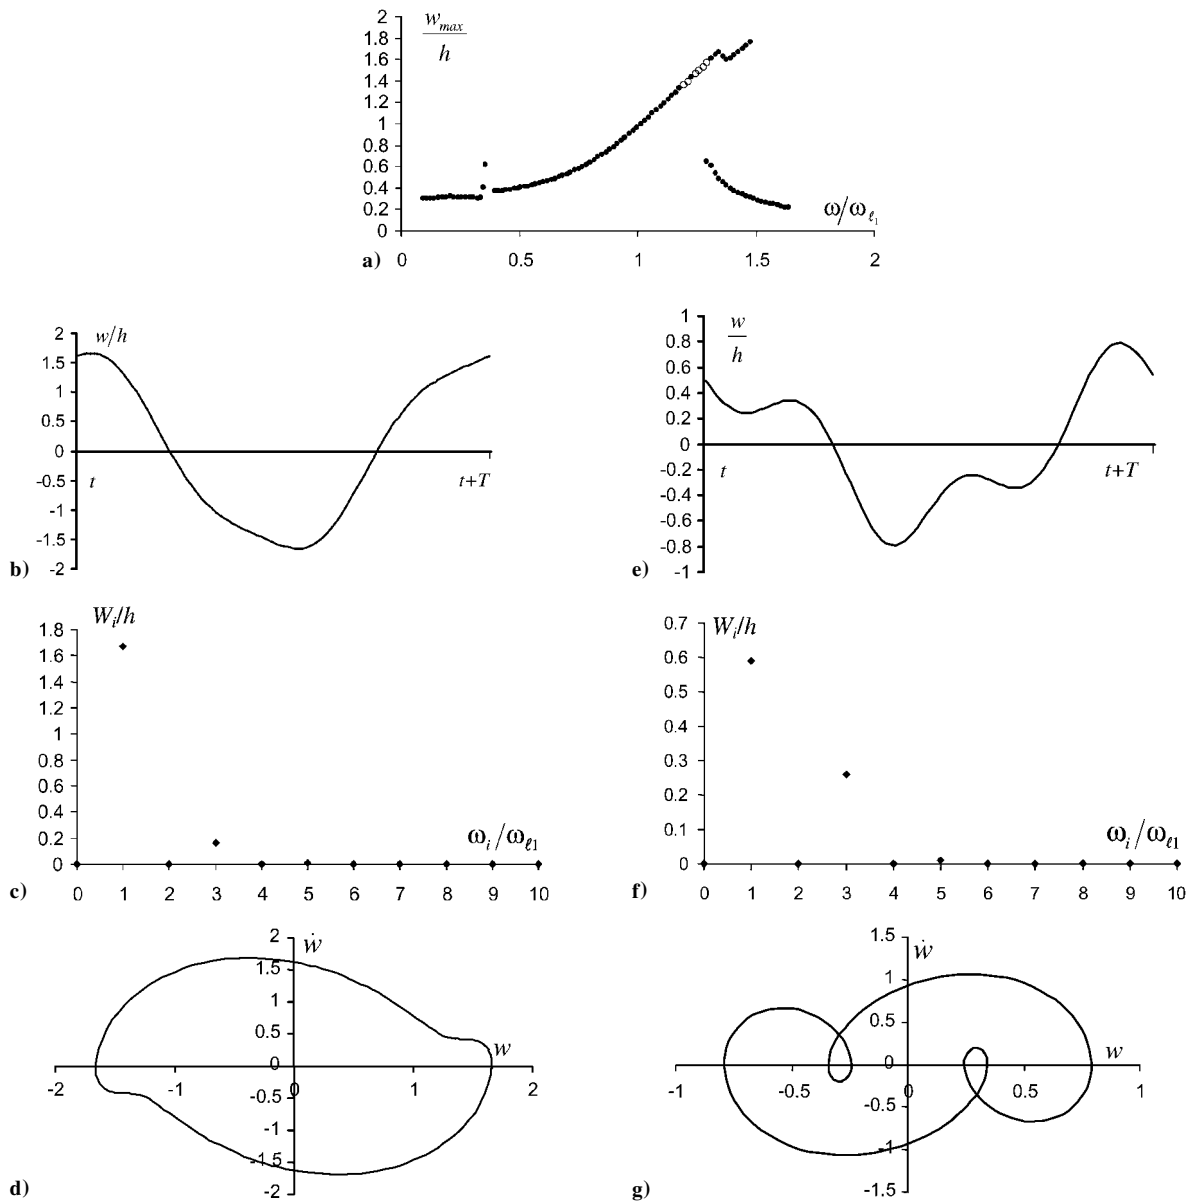 w_max/h
2
1.8
1.6
1.4
1.2
1
0.8
0.6
0.4
0.2
0
ω/ω_ℓ₁
a) 0 0.5 1 1.5 2
w/h
2
1.5
1
0.5
0
-0.5
-1
-1.5
-2
t t+T
b)
w/h
1
0.8
0.6
0.4
0.2
0
-0.2
-0.4
-0.6
-0.8
-1
t t+T
e)
W_i/h
1.8
1.6
1.4
1.2
1
0.8
0.6
0.4
0.2
0
ω_i/ω_ℓ1
c) 0 1 2 3 4 5 6 7 8 9 10
W_i/h
0.7
0.6
0.5
0.4
0.3
0.2
0.1
0
ω_i/ω_ℓ1
f) 0 1 2 3 4 5 6 7 8 9 10
ẇ
2
1.5
1
0.5
0
w
-2 -1 0 1 2
-0.5
-1
-1.5
-2
d)
ẇ
1.5
1
0.5
0
w
-1 -0.5 0 0.5 1
-0.5
-1
-1.5
g)